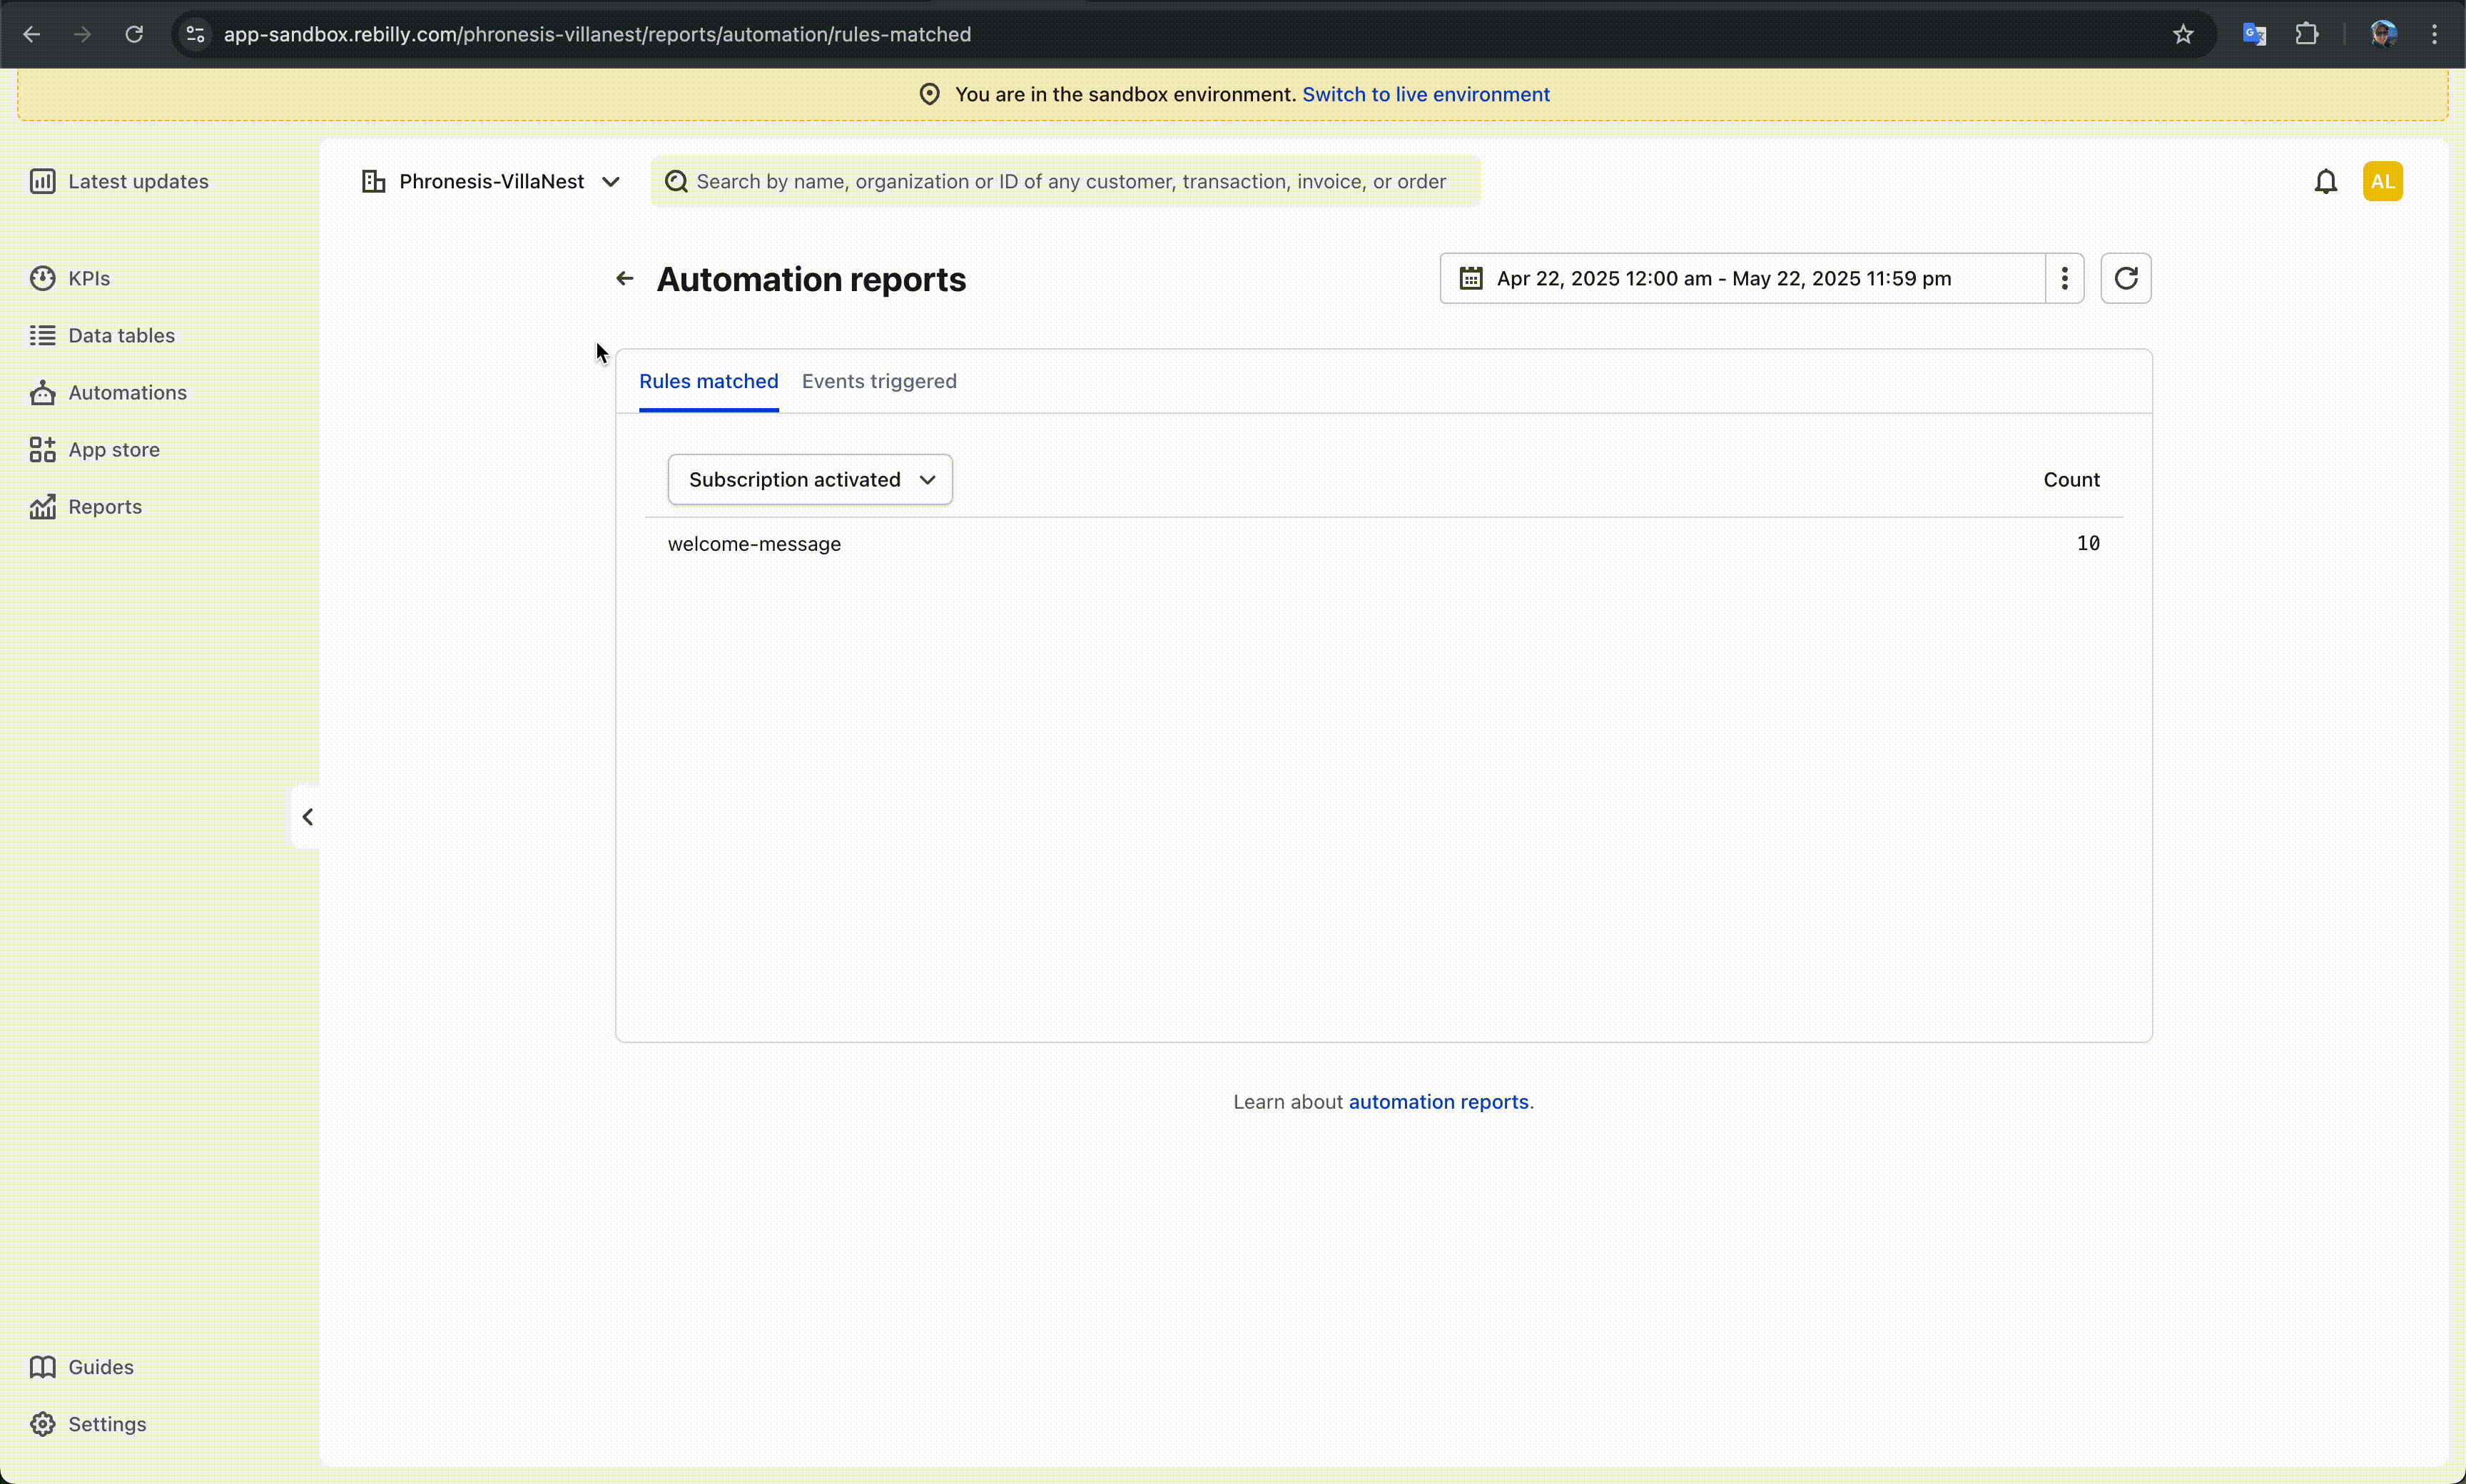 app-sandbox.rebilly.com/phronesis-villanest/reports/automation/rules-matched
You are in the sandbox environment. Switch to live environment
Latest updates
Phronesis-VillaNest
Search by name, organization or ID of any customer, transaction, invoice, or order
AL
KPIs
Data tables
Automations
App store
Reports
Automation reports
Apr 22, 2025 12:00 am - May 22, 2025 11:59 pm
Rules matched Events triggered
Subscription activated Count
welcome-message 10
Learn about automation reports.
Guides
Settings